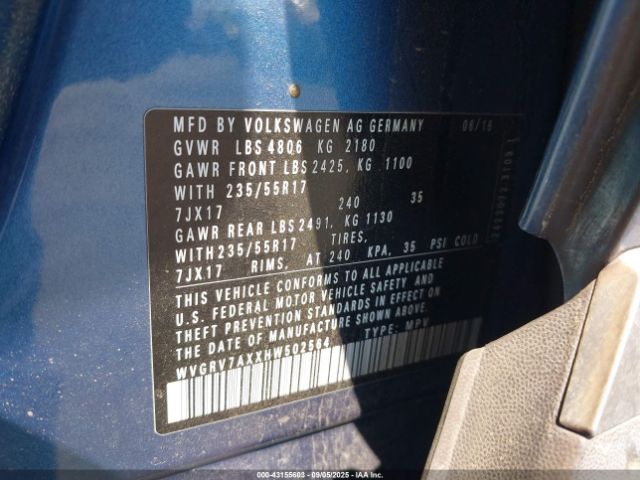 MFD BY VOLKSWAGEN AG GERMANY 06/16
GVWR LBS 4806 KG 2180
GAWR FRONT LBS 2425, KG 1100
WITH 235/55R17
7JX17 240 35
GAWR REAR LBS 2491, KG 1130
WITH 235/55R17 TIRES,
7JX17 RIMS, AT 240 KPA, 35 PSI COLD
THIS VEHICLE CONFORMS TO ALL APPLICABLE
U.S. FEDERAL MOTOR VEHICLE SAFETY AND
THEFT PREVENTION STANDARDS IN EFFECT ON
THE DATE OF MANUFACTURE SHOWN ABOVE.
WVGRV7AXXHW502564 TYPE: MPV
000-43155603 - 09/05/2025 - IAA Inc.